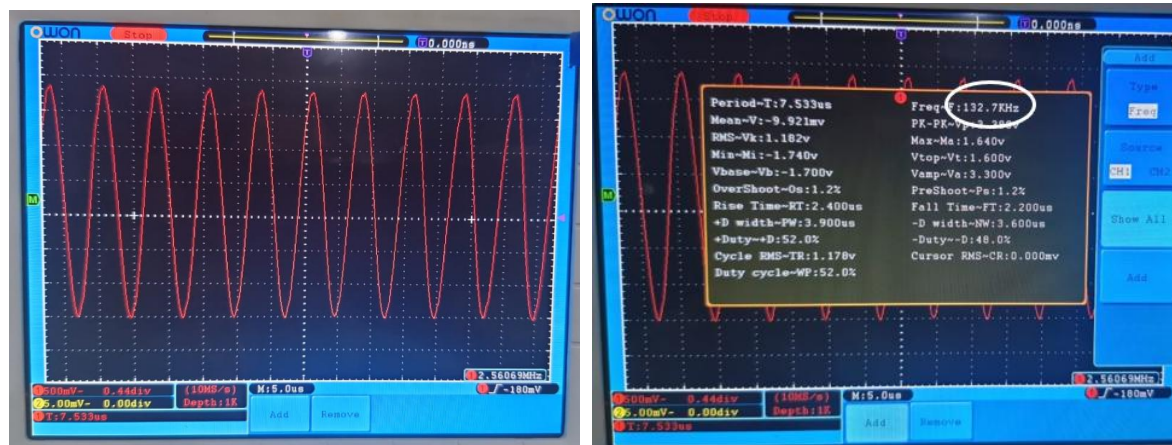 OWON
Stop
0.000ns
M
500mV~ 0.44div
(10MS/s)
M:5.0us
2.56069MHz
5.00mV~ 0.00div
Depth:1K
-180mV
T:7.533us
Add
Remove
OWON
Stop
0.000ns
Add
Type
Freq
Source
CH1 CH2
Show All
Add
Period~T:7.533us
Freq~F:132.7KHz
Mean~V:-9.921mv
PK-PK~Vp:
RMS~Vk:1.182v
Max~Ma:1.640v
Min~Mi:-1.740v
Vtop~Vt:1.600v
Vbase~Vb:-1.700v
Vamp~Va:3.300v
OverShoot~Os:1.2%
PreShoot~Ps:1.2%
Rise Time~RT:2.400us
Fall Time~FT:2.200us
+D width~PW:3.900us
-D width~NW:3.600us
+Duty~+D:52.0%
-Duty~-D:48.0%
Cycle RMS~TR:1.178v
Cursor RMS~CR:0.000mv
Duty cycle~WP:52.0%
M
500mV~ 0.44div
(10MS/s)
M:5.0us
2.56069MHz
5.00mV~ 0.00div
Depth:1K
-180mV
T:7.533us
Add
Remove